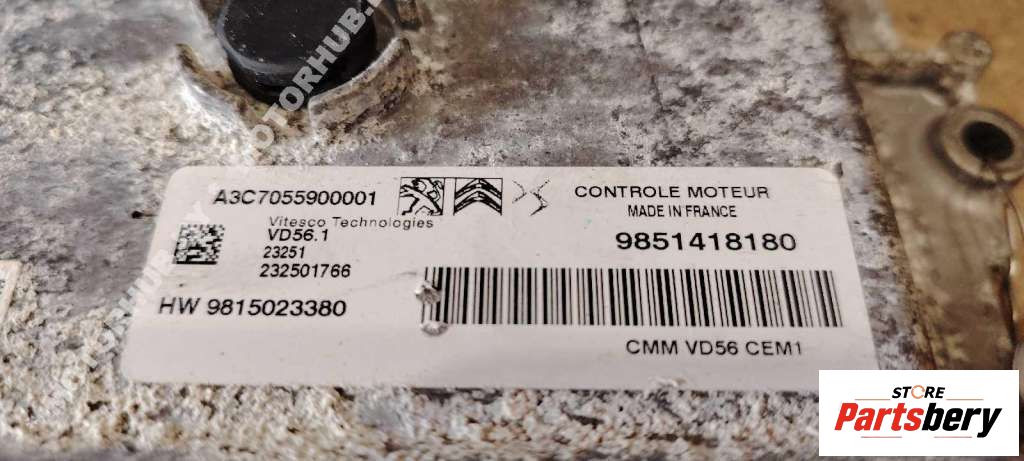 MOTORHUB.
A3C7055900001
CONTROLE MOTEUR
Vitesco Technologies
MADE IN FRANCE
VD56.1
9851418180
23251
232501766
HW 9815023380
CMM VD56 CEM1
STORE
Partsbery